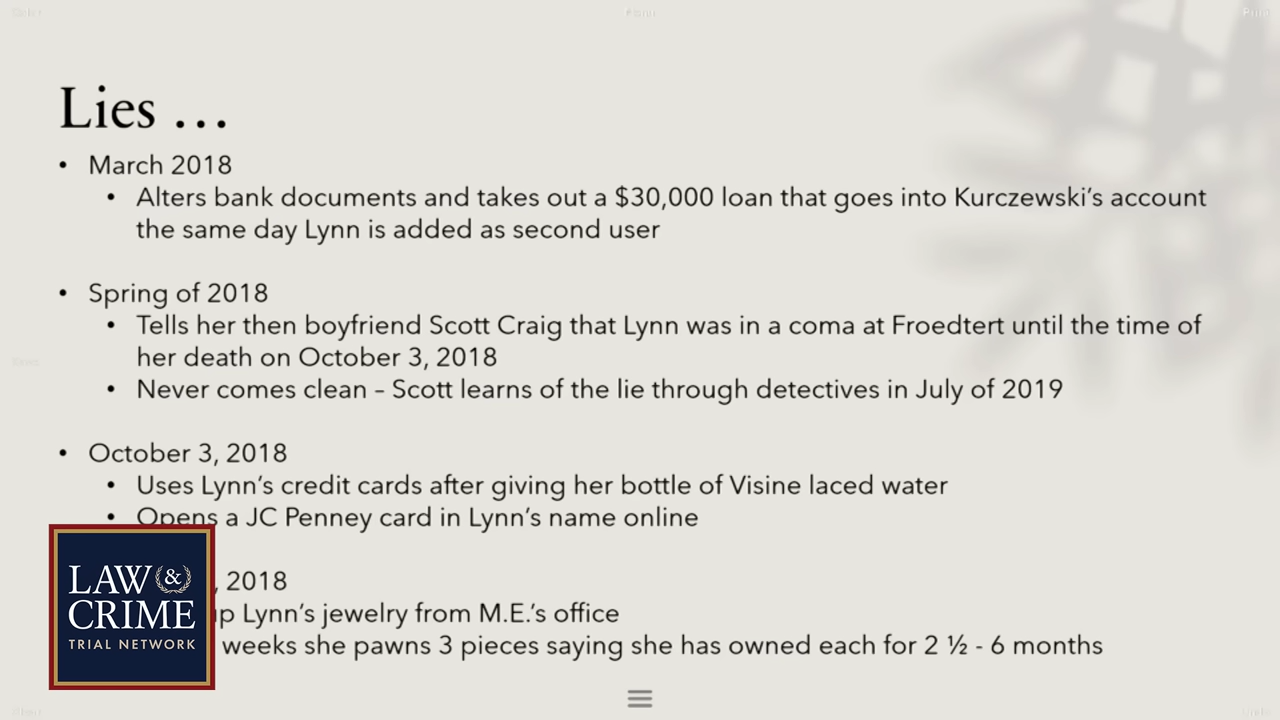 Lies …
• March 2018
• Alters bank documents and takes out a $30,000 loan that goes into Kurczewski’s account
the same day Lynn is added as second user
• Spring of 2018
• Tells her then boyfriend Scott Craig that Lynn was in a coma at Froedtert until the time of
her death on October 3, 2018
• Never comes clean – Scott learns of the lie through detectives in July of 2019
• October 3, 2018
• Uses Lynn’s credit cards after giving her bottle of Visine laced water
• Opens a JC Penney card in Lynn’s name online
, 2018
up Lynn’s jewelry from M.E.’s office
weeks she pawns 3 pieces saying she has owned each for 2 ½ - 6 months
LAW &
CRIME
TRIAL NETWORK